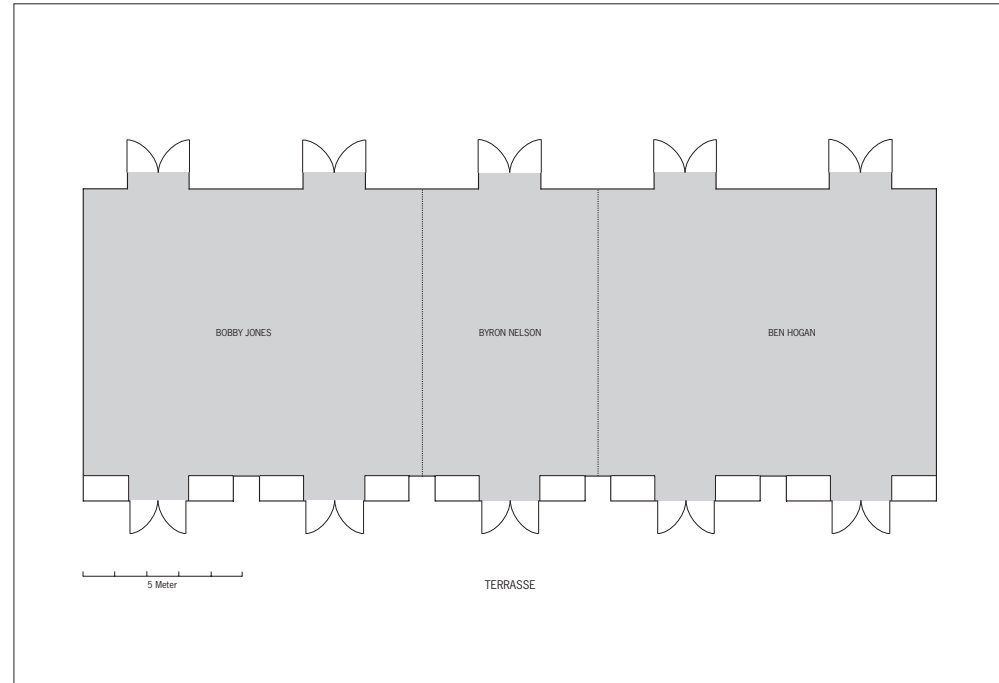 BOBBY JONES
BYRON NELSON
BEN HOGAN
5 Meter
TERRASSE